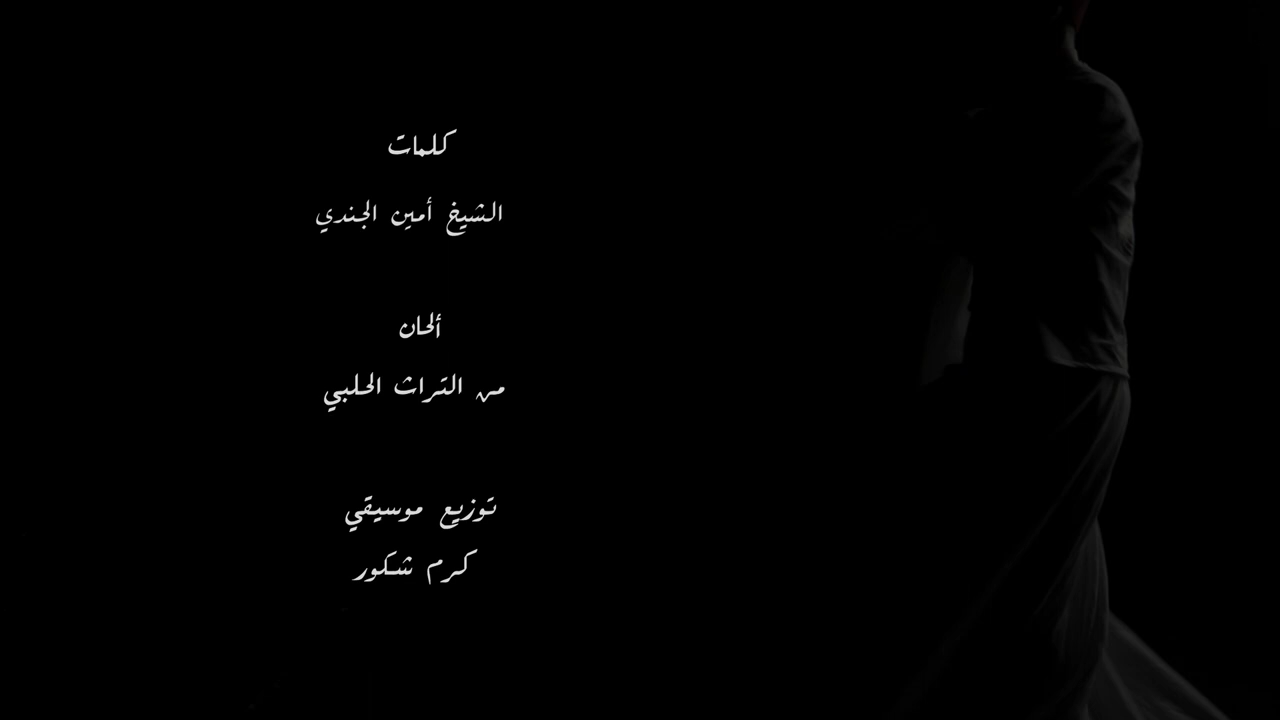 كلمات
الشيخ أمين الجندي
ألحان
من التراث الحلبي
توزيع موسيقي
كرم شكور